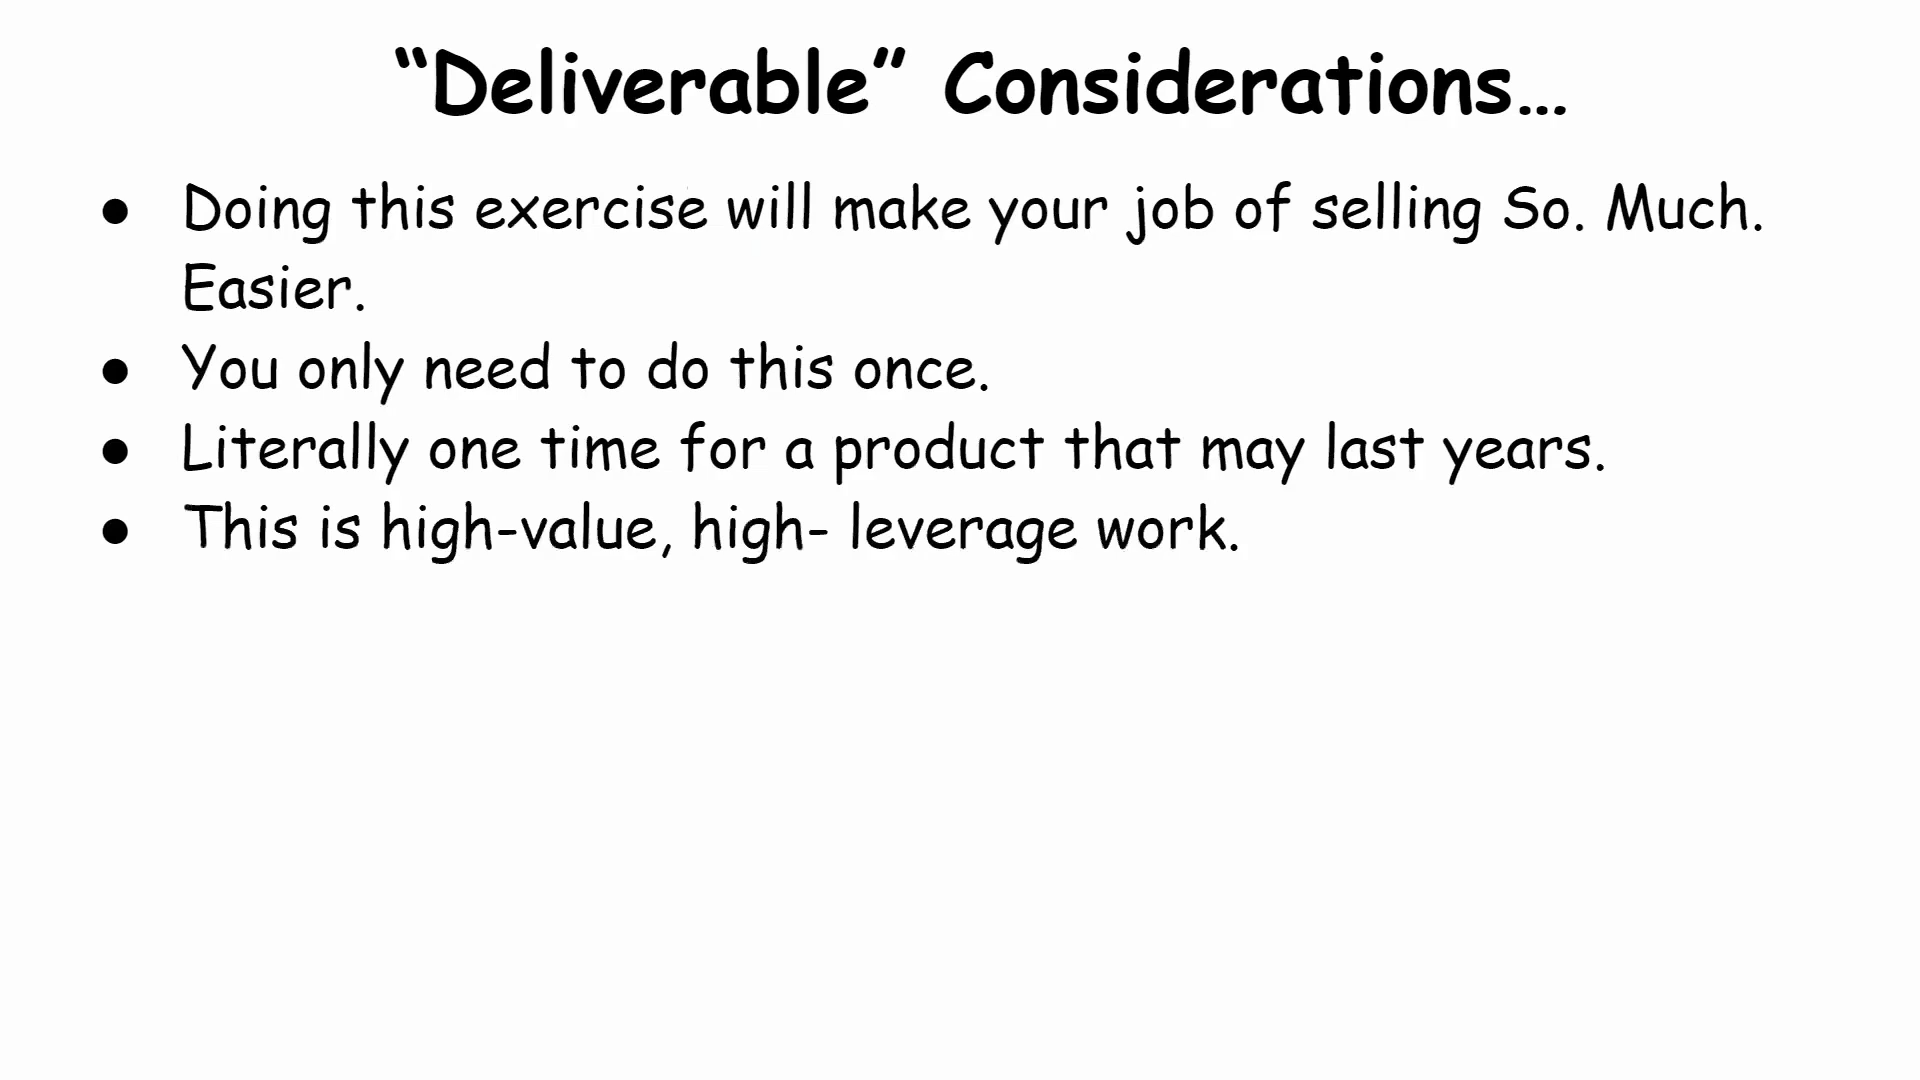 “Deliverable” Considerations...
● Doing this exercise will make your job of selling So. Much.
Easier.
● You only need to do this once.
● Literally one time for a product that may last years.
● This is high-value, high- leverage work.